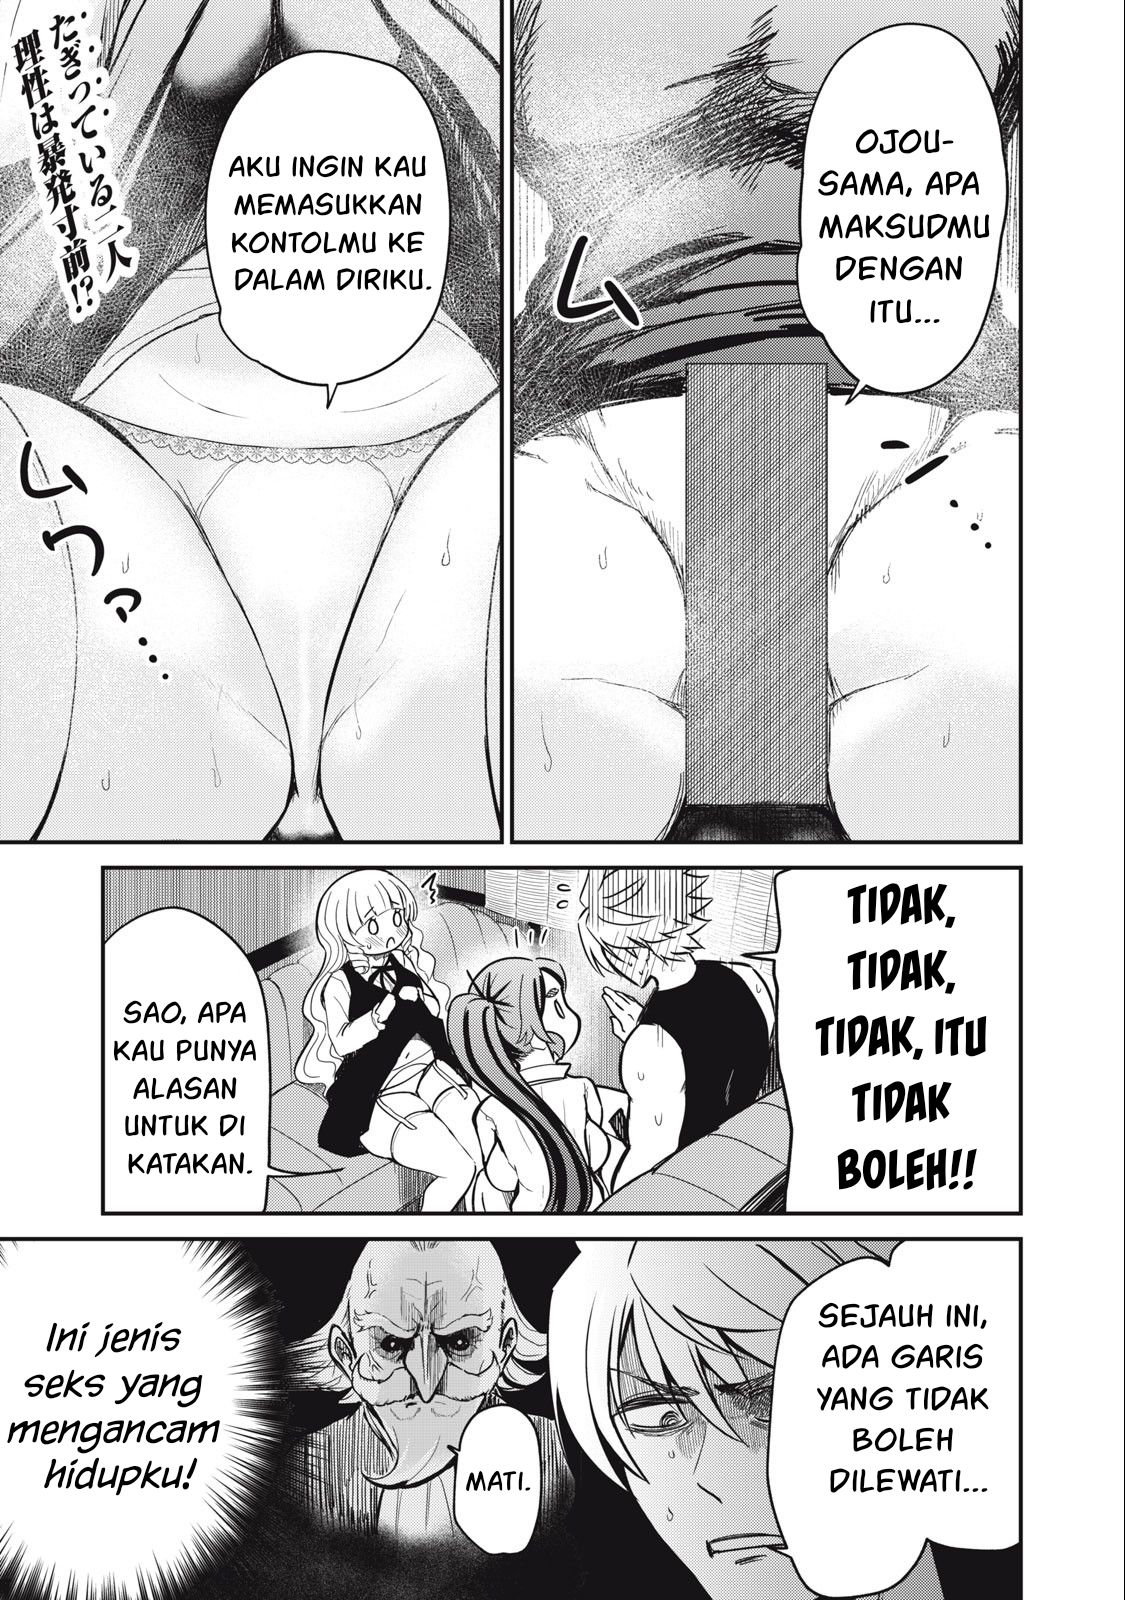 OJOU-
SAMA, APA
MAKSUDMU
DENGAN
ITU...
ム
AKU INGIN KAU
MEMASUKKAN
KONTOLMU KE
DALAM DIRIKU.
たぎっている二人
理性は暴発寸前!?
ムワァ...
TIDAK,
TIDAK,
TIDAK, ITU
TIDAK
BOLEH!!
SAO, APA
KAU PUNYA
ALASAN
UNTUK DI
KATAKAN.
SEJAUH INI,
ADA GARIS
YANG TIDAK
BOLEH
DILEWATI...
MATI.
Ini jenis
seks yang
mengancam
hidupku!